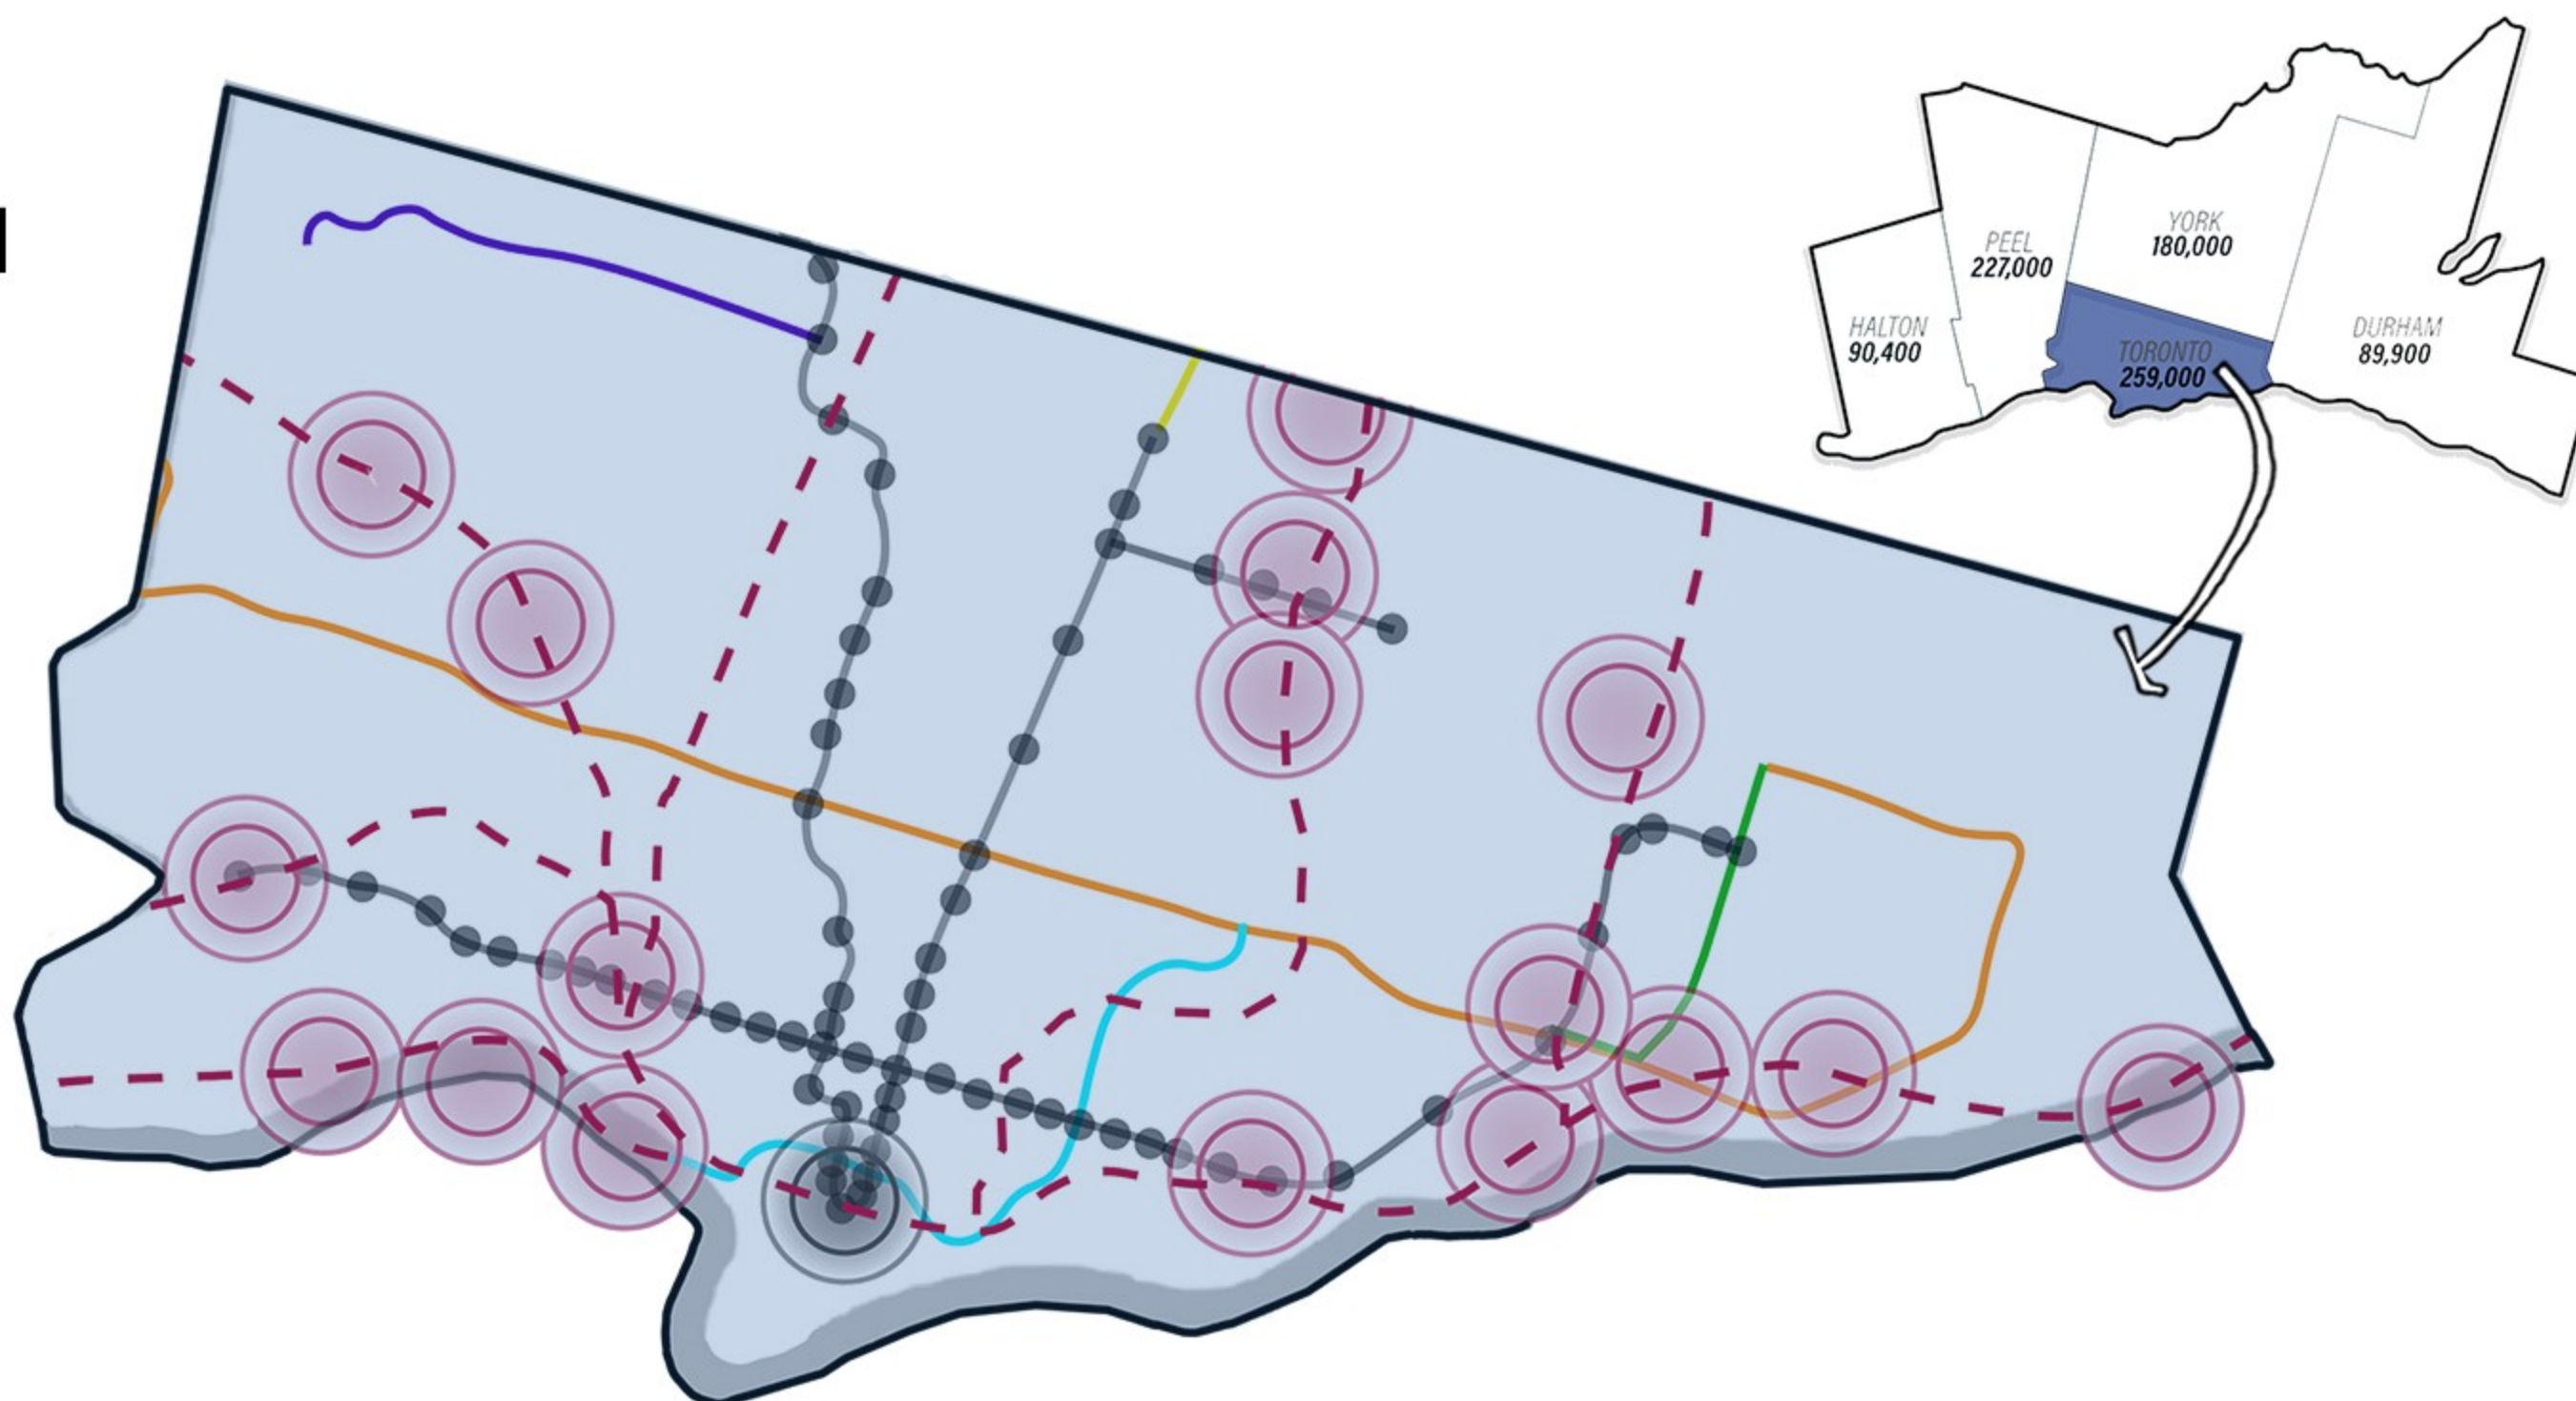 YORK
180,000
PEEL
227,000
HALTON
90,400
DURHAM
89,900
TORONTO
259,000